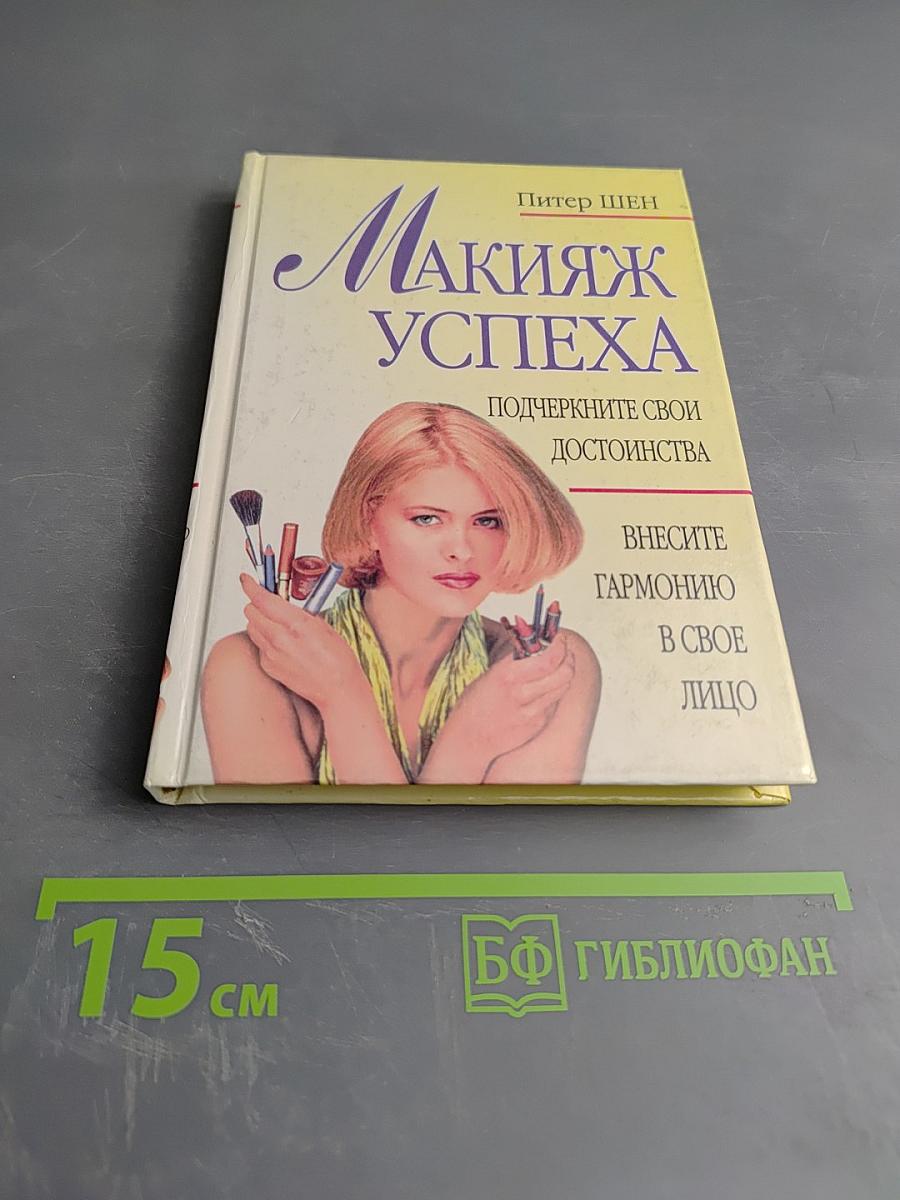 Питер ШЕН
МАКИЯЖ
УСПЕХА
ПОДЧЕРКНИТЕ СВОИ
ДОСТОИНСТВА
ВНЕСИТЕ
ГАРМОНИЮ
В СВОЕ
ЛИЦО
15 см
БФ ГИБЛИОФАН